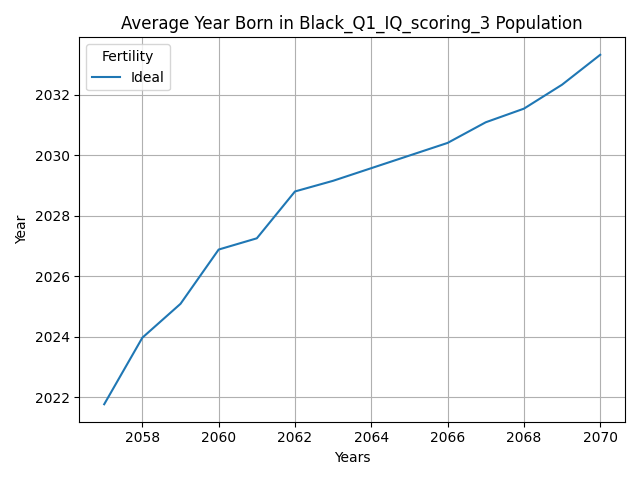 Average Year Born in Black_Q1_IQ_scoring_3 Population
Fertility
Ideal
Year
2032
2030
2028
2026
2024
2022
2058 2060 2062 2064 2066 2068 2070
Years